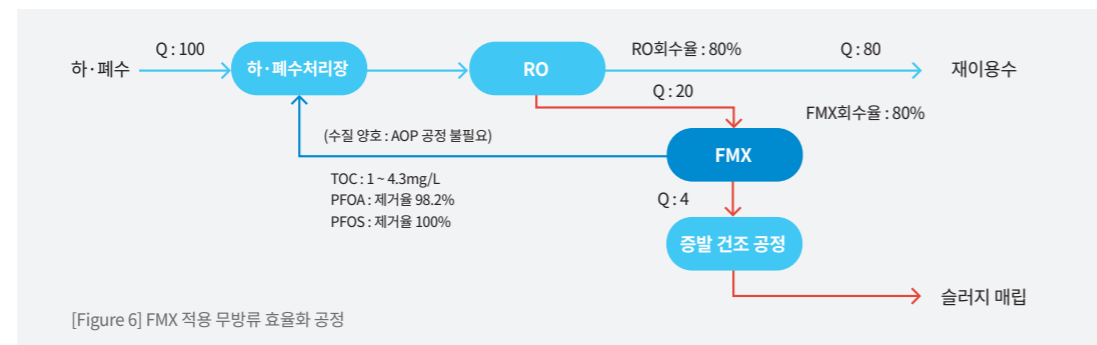 Q : 100
하·폐수
하·폐수처리장
RO
RO회수율 : 80%
Q : 80
재이용수
Q : 20
FMX회수율 : 80%
(수질 양호 : AOP 공정 불필요)
FMX
TOC : 1 ~ 4.3mg/L
PFOA : 제거율 98.2%
PFOS : 제거율 100%
Q : 4
증발 건조 공정
슬러지 매립
[Figure 6] FMX 적용 무방류 효율화 공정